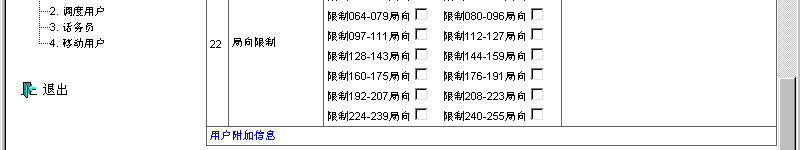 2. 调度用户
3. 话务员
4. 移动用户
退出
22 局向限制
限制064-079局向 限制080-096局向
限制097-111局向 限制112-127局向
限制128-143局向 限制144-159局向
限制160-175局向 限制176-191局向
限制192-207局向 限制208-223局向
限制224-239局向 限制240-255局向
用户附加信息